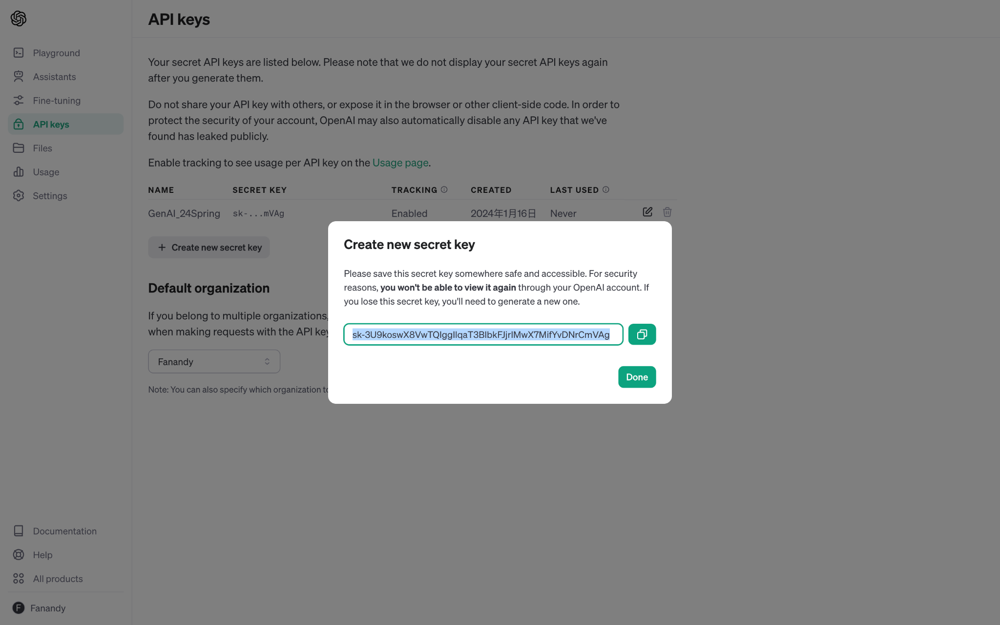 API keys
Playground
Assistants
Fine-tuning
API keys
Files
Usage
Settings
Your secret API keys are listed below. Please note that we do not display your secret API keys again
after you generate them.
Do not share your API key with others, or expose it in the browser or other client-side code. In order to
protect the security of your account, OpenAI may also automatically disable any API key that we've
found has leaked publicly.
Enable tracking to see usage per API key on the Usage page.
NAME SECRET KEY TRACKING CREATED LAST USED
GenAI_24Spring sk-...mVAg Enabled 2024年1月16日 Never
+ Create new secret key
Default organization
If you belong to multiple organizations,
when making requests with the API key
Fanandy
Note: You can also specify which organization to
Create new secret key
Please save this secret key somewhere safe and accessible. For security
reasons, you won't be able to view it again through your OpenAI account. If
you lose this secret key, you'll need to generate a new one.
Done
Documentation
Help
All products
F Fanandy